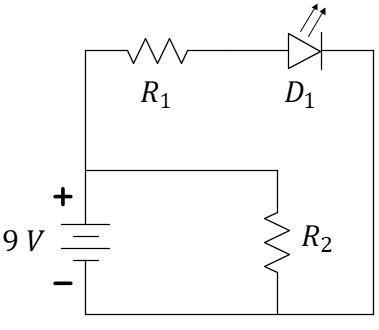 R₁
D₁
+
9 V
R₂
−